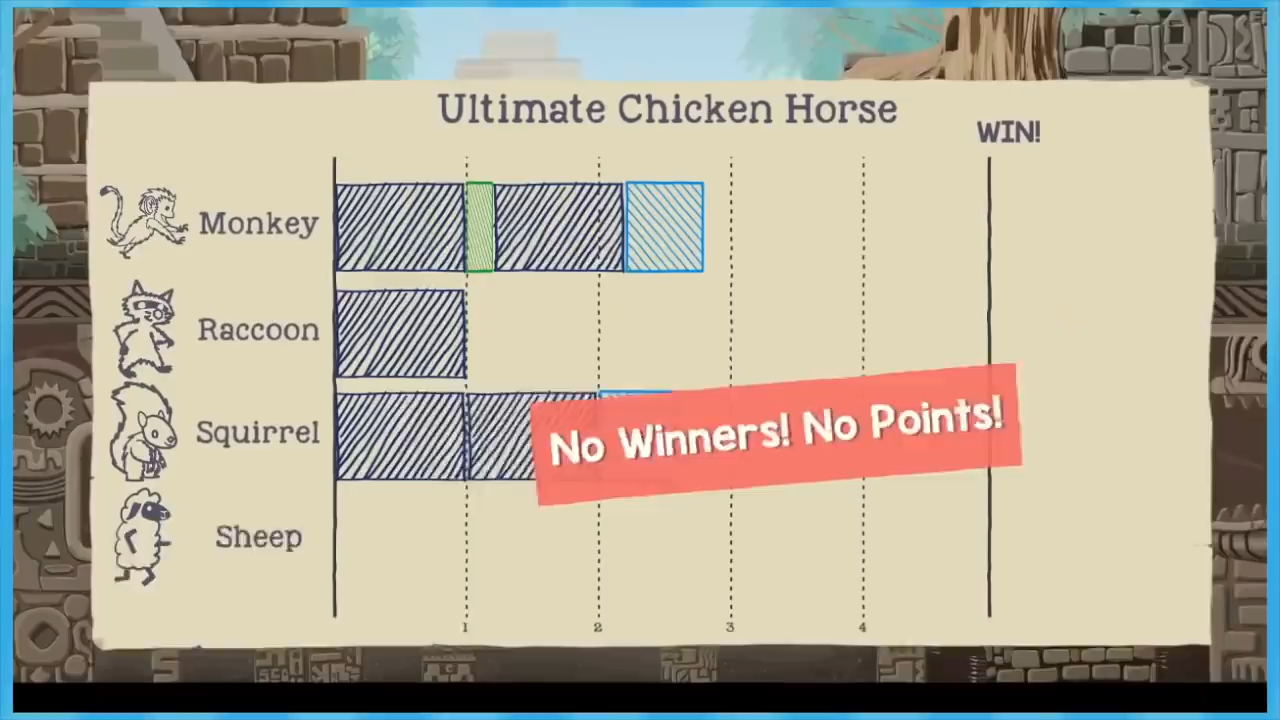 Ultimate Chicken Horse
WIN!
Monkey
Raccoon
Squirrel
No Winners! No Points!
Sheep
1 2 3 4